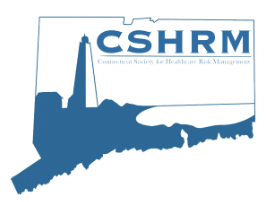 CSHRM
Connecticut Society for Healthcare Risk Management